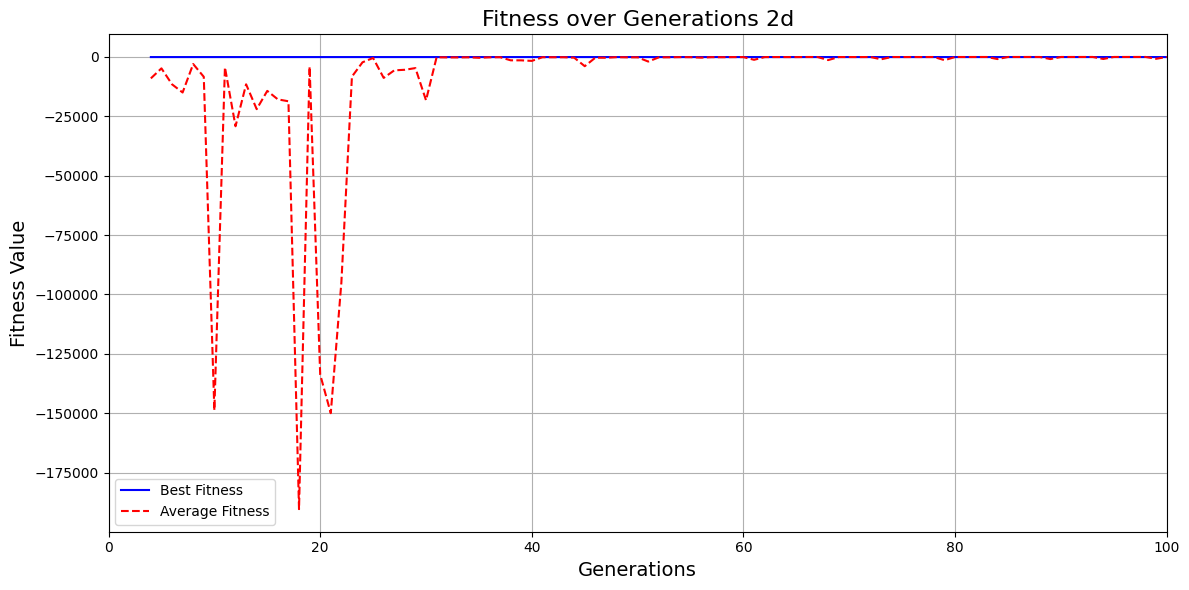 Fitness over Generations 2d
Fitness Value
0
−25000
−50000
−75000
−100000
−125000
−150000
−175000
Best Fitness
Average Fitness
0 20 40 60 80 100
Generations